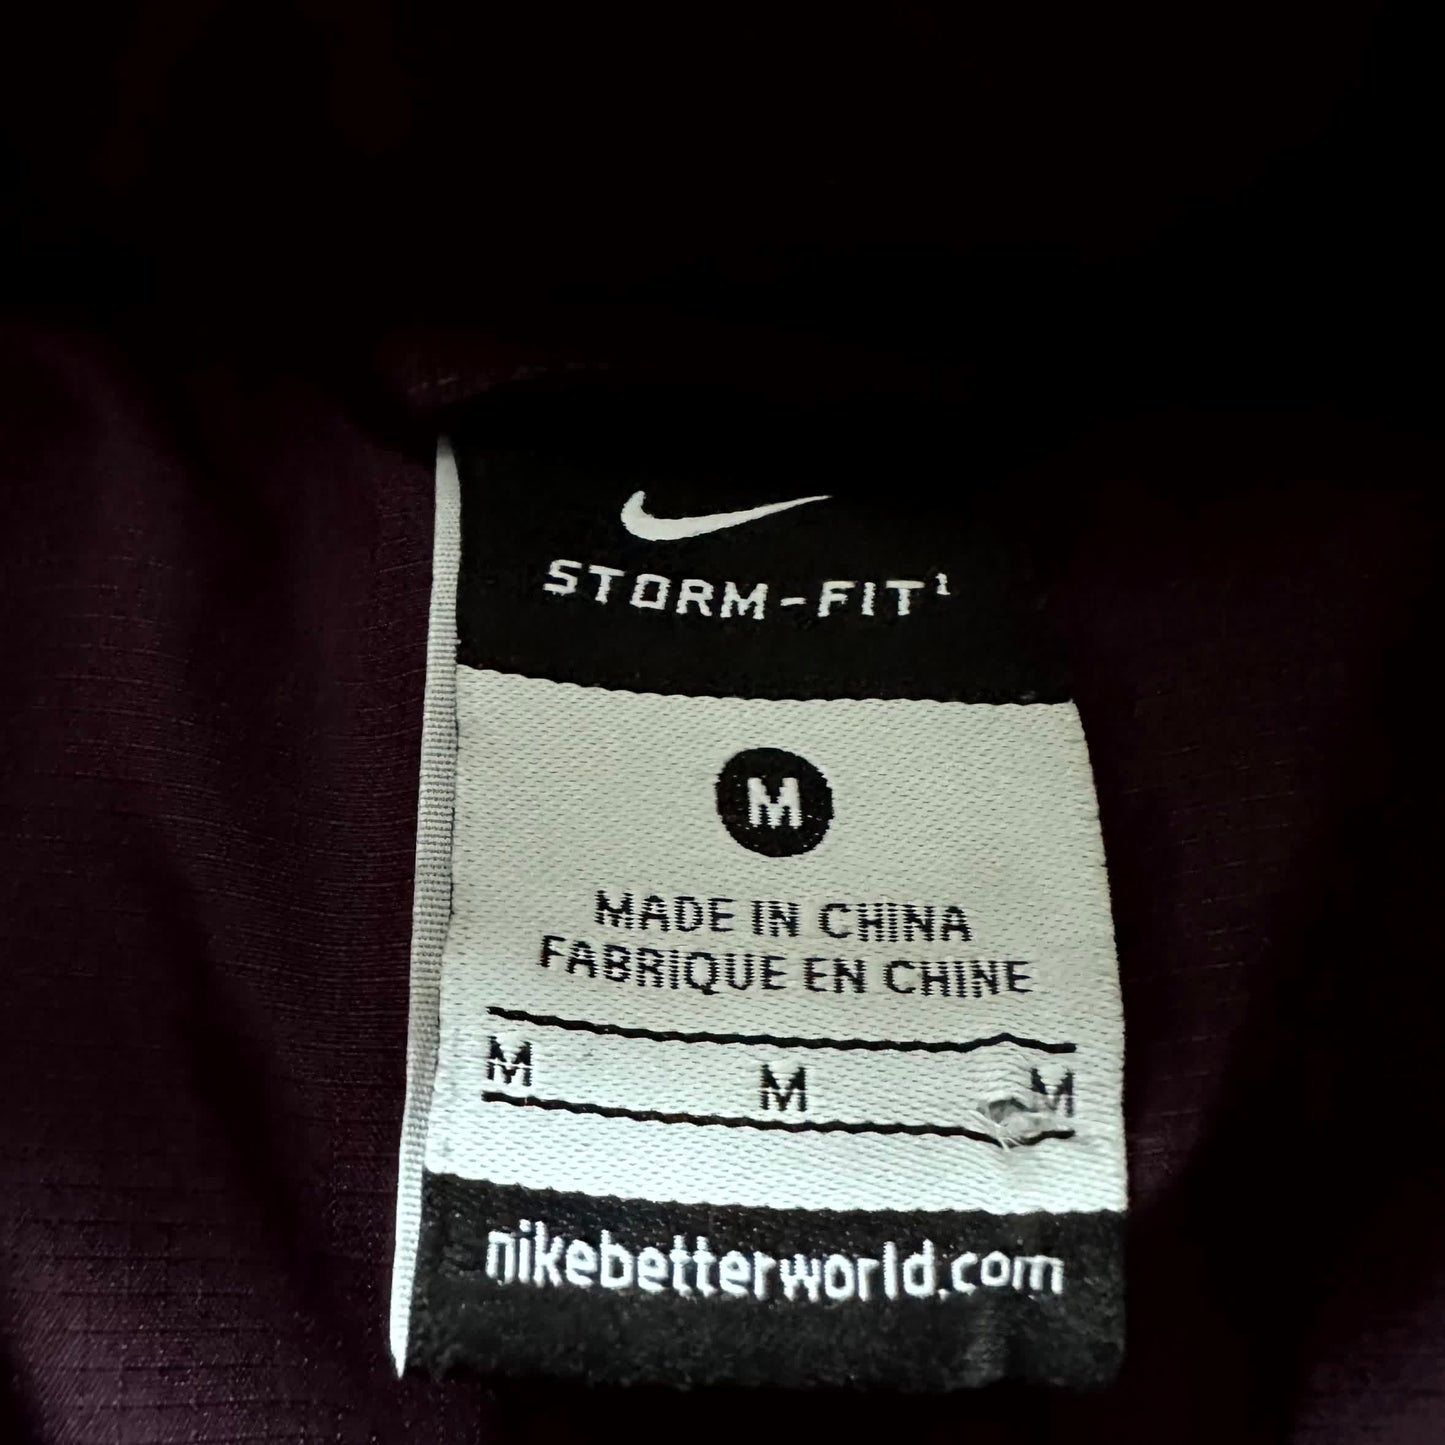 STORM-FIT¹
M
MADE IN CHINA
FABRIQUE EN CHINE
M M M
nikebetterworld.com